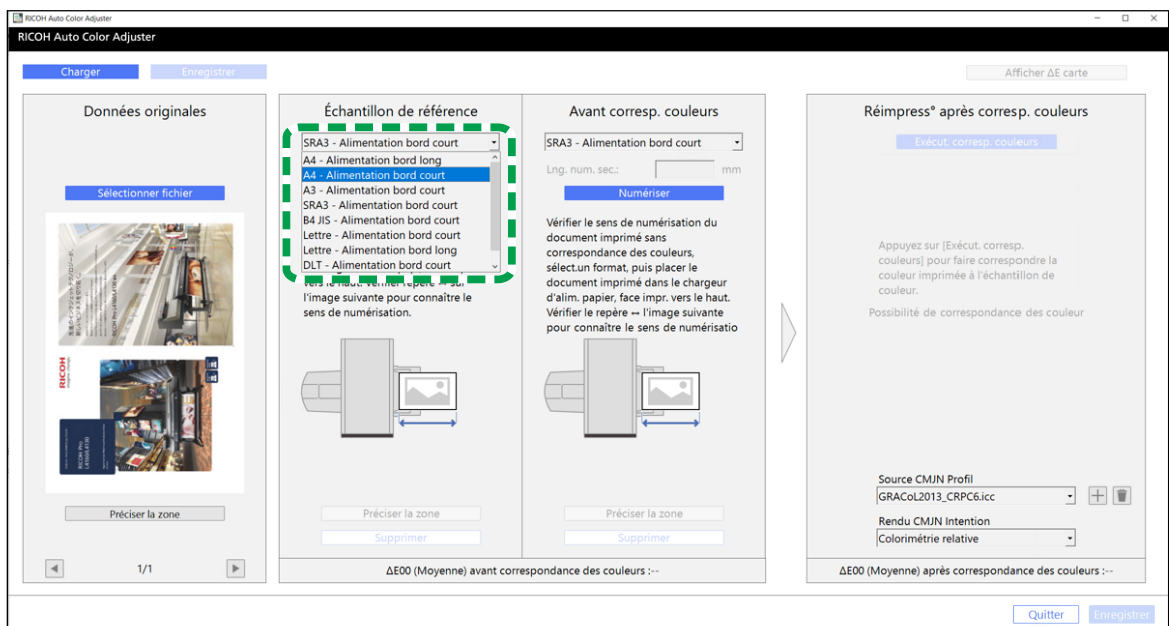 RICOH Auto Color Adjuster
RICOH Auto Color Adjuster
Charger
Enregistrer
Afficher ΔE carte
Données originales
Sélectionner fichier
RICOH
RICOH Pro
L4160/L4130
Préciser la zone
1/1
Échantillon de référence
SRA3 - Alimentation bord court
A4 - Alimentation bord long
A4 - Alimentation bord court
A3 - Alimentation bord court
SRA3 - Alimentation bord court
B4 JIS - Alimentation bord court
Lettre - Alimentation bord court
Lettre - Alimentation bord long
DLT - Alimentation bord court
l'image suivante pour connaître le
sens de numérisation.
Préciser la zone
Supprimer
Avant corresp. couleurs
SRA3 - Alimentation bord court
Lng. num. sec.:
mm
Numériser
Vérifier le sens de numérisation du
document imprimé sans
correspondance des couleurs,
sélect.un format, puis placer le
document imprimé dans le chargeur
d'alim. papier, face impr. vers le haut.
Vérifier le repère ↔ l'image suivante
pour connaître le sens de numérisatio
Préciser la zone
Supprimer
ΔE00 (Moyenne) avant correspondance des couleurs :--
Réimpress° après corresp. couleurs
Exécut. corresp. couleurs
Appuyez sur [Exécut. corresp.
couleurs] pour faire correspondre la
couleur imprimée à l'échantillon de
couleur.
Possibilité de correspondance des couleur
Source CMJN Profil
GRACoL2013_CRPC6.icc
Rendu CMJN Intention
Colorimétrie relative
ΔE00 (Moyenne) après correspondance des couleurs :--
Quitter
Enregistrer